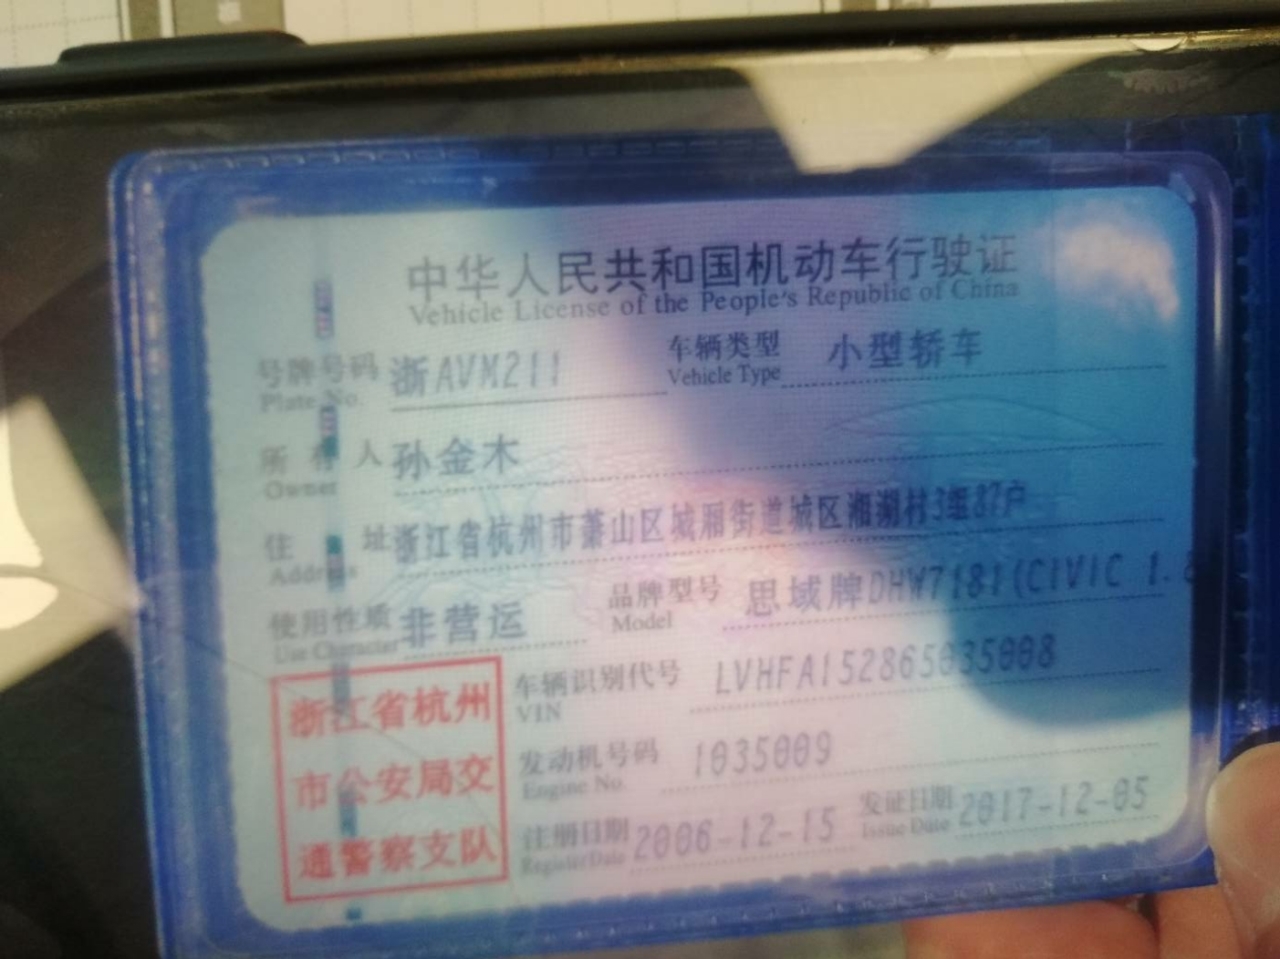 中华人民共和国机动车行驶证
Vehicle License of the People's Republic of China
号牌号码 浙AVM211 车辆类型 小型轿车
Plate No. Vehicle Type
所有人 孙金木
Owner
住址 浙江省杭州市萧山区城厢街道城区湘湖村3组87户
Address
使用性质 非营运 品牌型号 思域牌DHW7181(CIVIC 1.8
Use Character Model
浙江省杭州
市公安局交
通警察支队
车辆识别代号 LVHFA152865035008
VIN
发动机号码 1035009
Engine No.
注册日期 2006-12-15 发证日期 2017-12-05
Register Date Issue Date